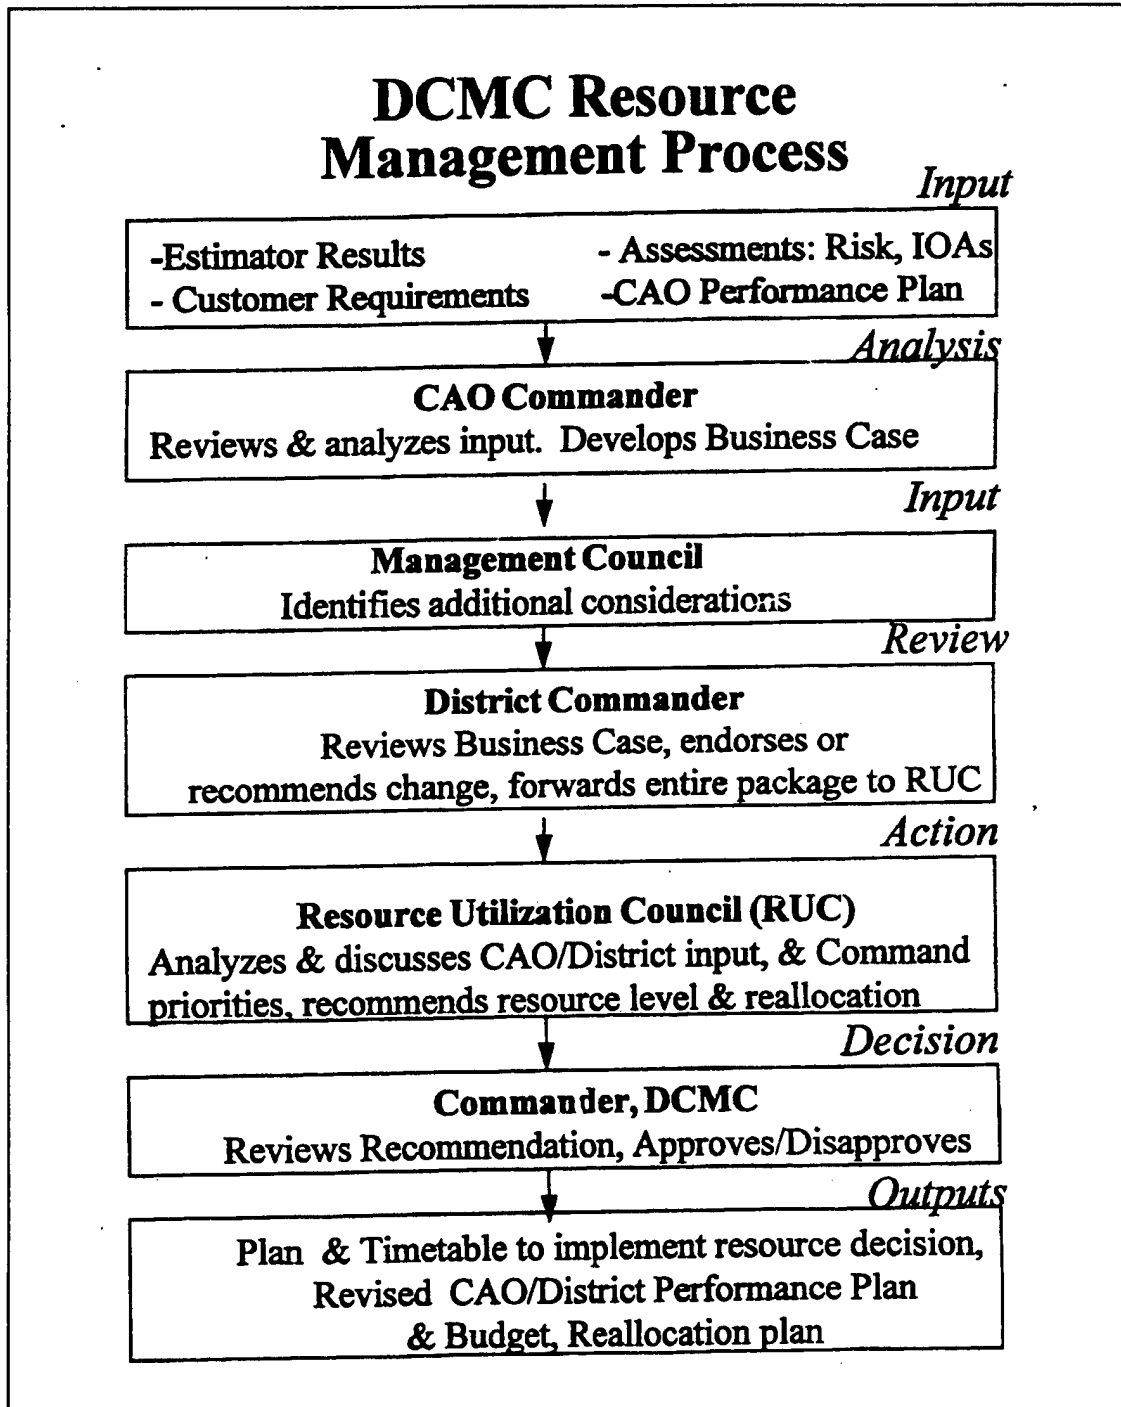 DCMC Resource
Management Process
Input
-Estimator Results - Assessments: Risk, IOAs
- Customer Requirements -CAO Performance Plan
Analysis
CAO Commander
Reviews & analyzes input. Develops Business Case
Input
Management Council
Identifies additional considerations
Review
District Commander
Reviews Business Case, endorses or
recommends change, forwards entire package to RUC
Action
Resource Utilization Council (RUC)
Analyzes & discusses CAO/District input, & Command
priorities, recommends resource level & reallocation
Decision
Commander, DCMC
Reviews Recommendation, Approves/Disapproves
Outputs
Plan & Timetable to implement resource decision,
Revised CAO/District Performance Plan
& Budget, Reallocation plan